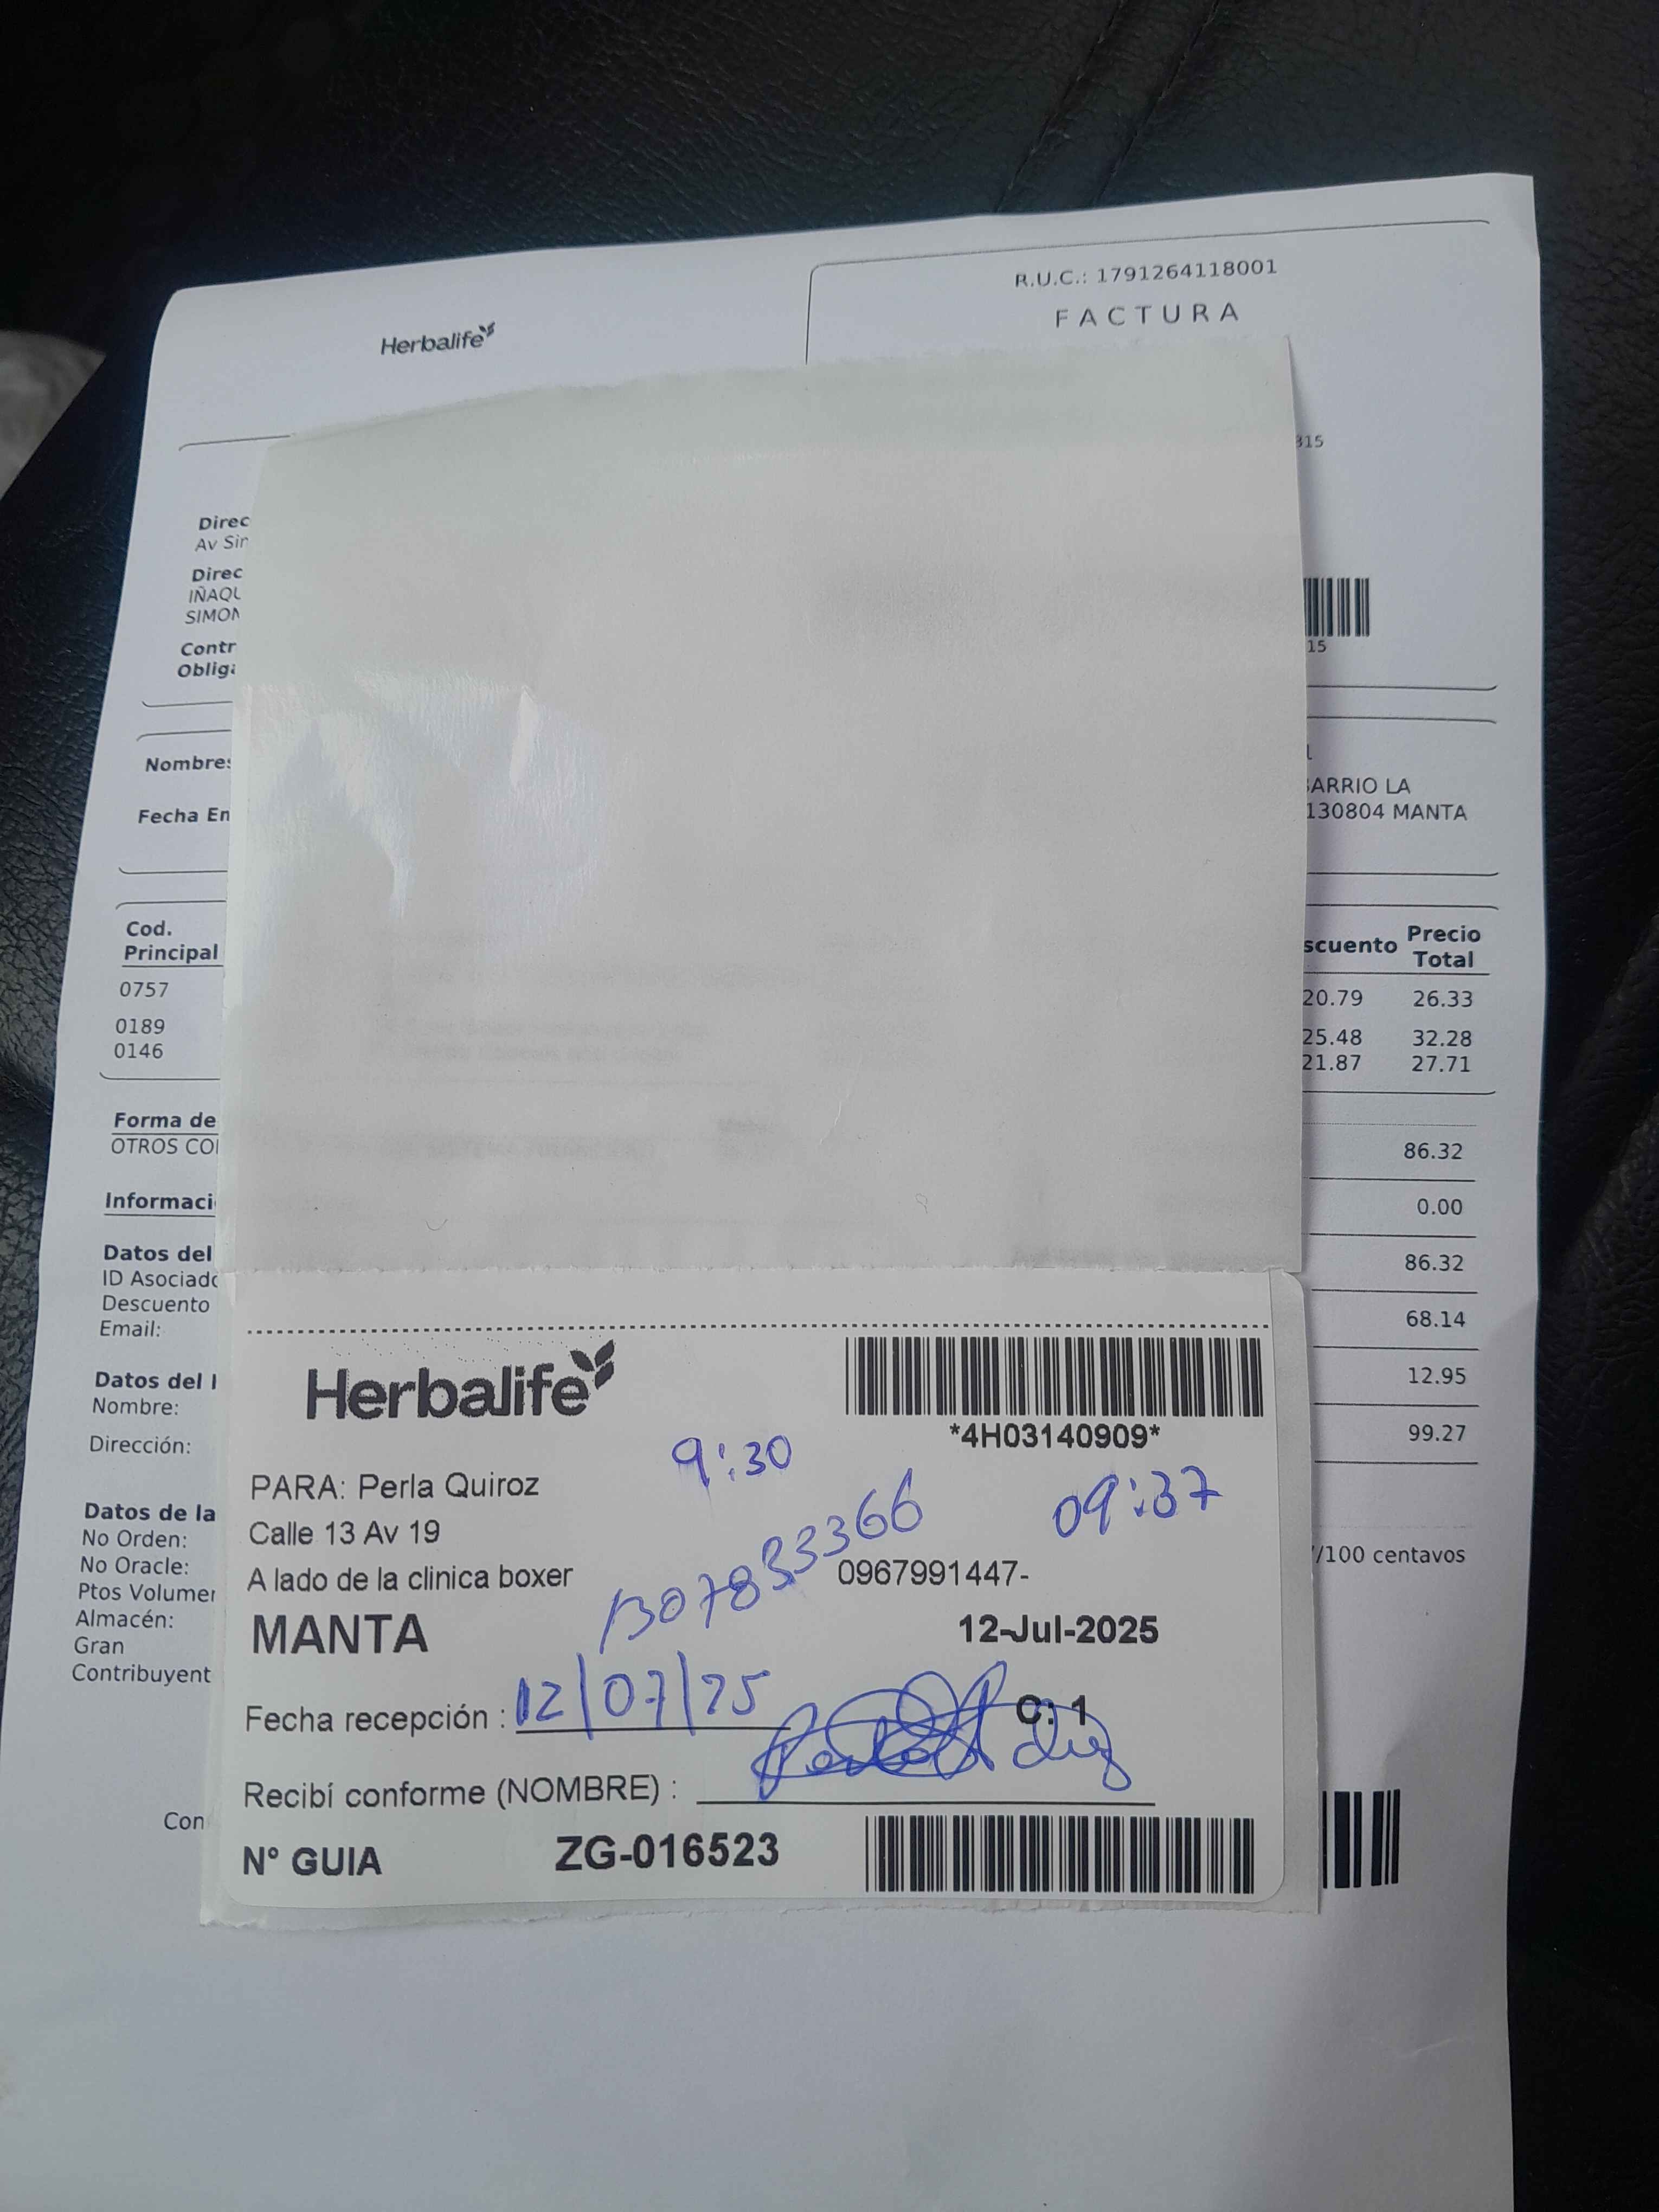 R.U.C.: 1791264118001
FACTURA
Herbalife
315
Direc
Av Sir
Direc
IÑAQU
SIMON
Contr
Obliga
15
Nombres
BARRIO LA
130804 MANTA
Fecha Em
Cod.
Principal
scuento
Precio
Total
0757 20.79 26.33
0189 25.48 32.28
0146 21.87 27.71
Forma de
OTROS CO
86.32
Informaci
0.00
Datos del
86.32
ID Asociado
Descuento
68.14
Email:
Datos del
12.95
Nombre:
Dirección:
99.27
Datos de la
No Orden:
No Oracle:
/100 centavos
Ptos Volumen
Almacén:
Gran
Contribuyent
Con
Herbalife
*4H03140909*
9:30
PARA: Perla Quiroz
09:37
Calle 13 Av 19
1307833366
A lado de la clinica boxer
0967991447-
MANTA
12-Jul-2025
Fecha recepción : 12/07/25
C: 1
Recibí conforme (NOMBRE) :
N° GUIA ZG-016523